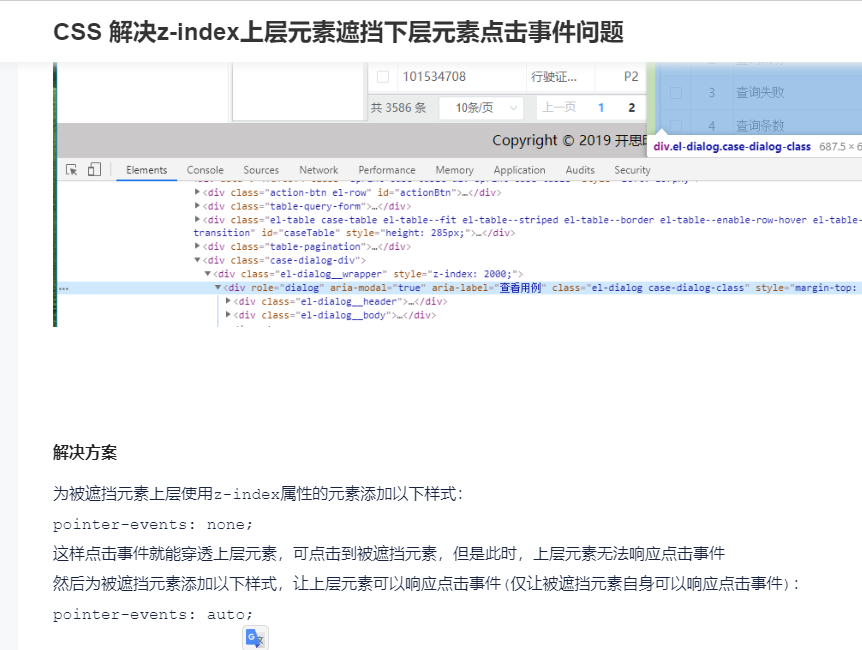 CSS 解决z-index上层元素遮挡下层元素点击事件问题
101534708 行驶证... P2
3 查询失败
共 3586 条 10条/页 上一页 1 2
4 查询条数
Copyright © 2019 开思
div.el-dialog.case-dialog-class 687.5 × 6
Elements Console Sources Network Performance Memory Application Audits Security
▶<div class="action-btn el-row" id="actionBtn">…</div>
▶<div class="table-query-form">…</div>
▶<div class="el-table case-table el-table--fit el-table--striped el-table--border el-table--enable-row-hover el-table-
transition" id="caseTable" style="height: 285px;">…</div>
▶<div class="table-pagination">…</div>
▼<div class="case-dialog-div">
▼<div class="el-dialog__wrapper" style="z-index: 2000;">
… ▼<div role="dialog" aria-modal="true" aria-label="查看用例" class="el-dialog case-dialog-class" style="margin-top:
▶<div class="el-dialog__header">…</div>
▶<div class="el-dialog__body">…</div>
解决方案
为被遮挡元素上层使用z-index属性的元素添加以下样式：
pointer-events: none;
这样点击事件就能穿透上层元素，可点击到被遮挡元素，但是此时，上层元素无法响应点击事件
然后为被遮挡元素添加以下样式，让上层元素可以响应点击事件(仅让被遮挡元素自身可以响应点击事件)：
pointer-events: auto;